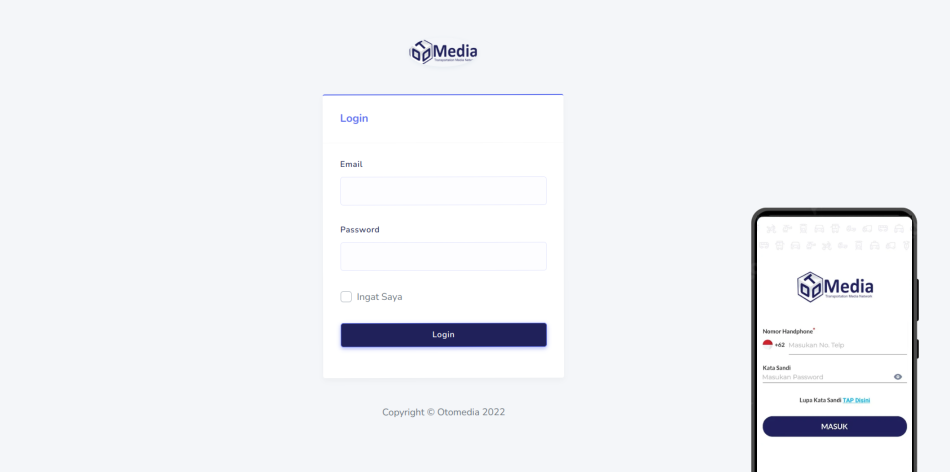 Media
Transportation Media Network
Login
Email
Password
Ingat Saya
Login
Copyright © Otomedia 2022
Media
Transportation Media Network
Nomor Handphone*
+62 Masukan No. Telp
Kata Sandi
Masukan Password
Lupa Kata Sandi TAP Disini
MASUK